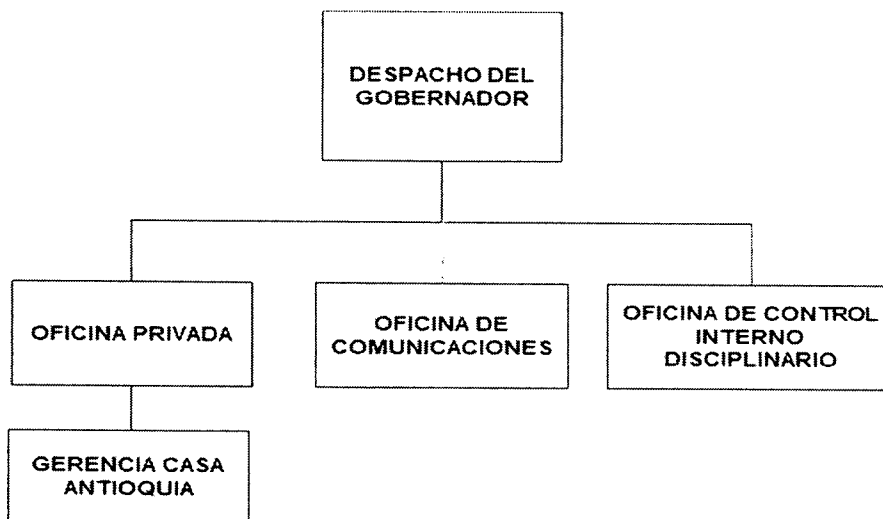 DESPACHO DEL
GOBERNADOR
OFICINA PRIVADA
OFICINA DE
COMUNICACIONES
OFICINA DE CONTROL
INTERNO
DISCIPLINARIO
GERENCIA CASA
ANTIOQUIA